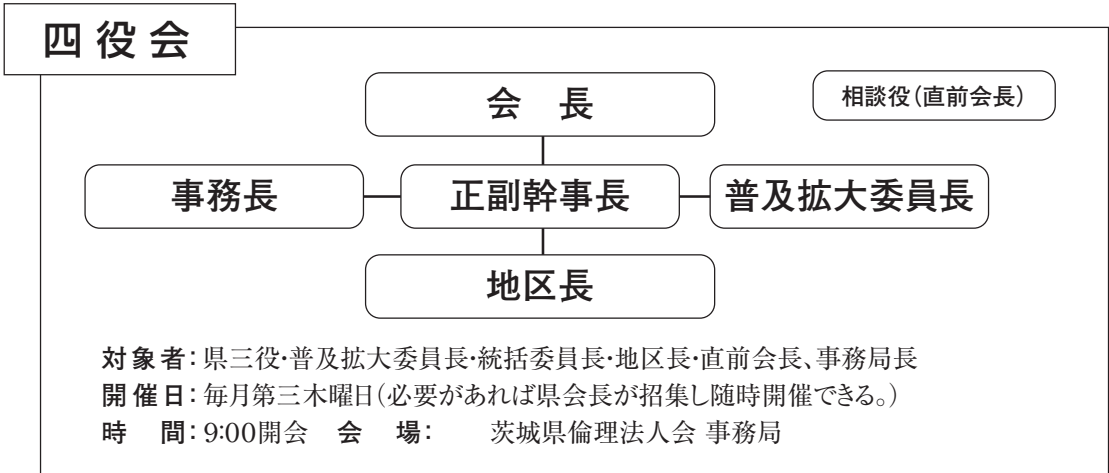 四役会
会　長
相談役(直前会長)
事務長
正副幹事長
普及拡大委員長
地区長
対象者：県三役・普及拡大委員長・統括委員長・地区長・直前会長、事務局長
開催日：毎月第三木曜日(必要があれば県会長が招集し随時開催できる。)
時　間：9:00開会　会　場：　茨城県倫理法人会 事務局